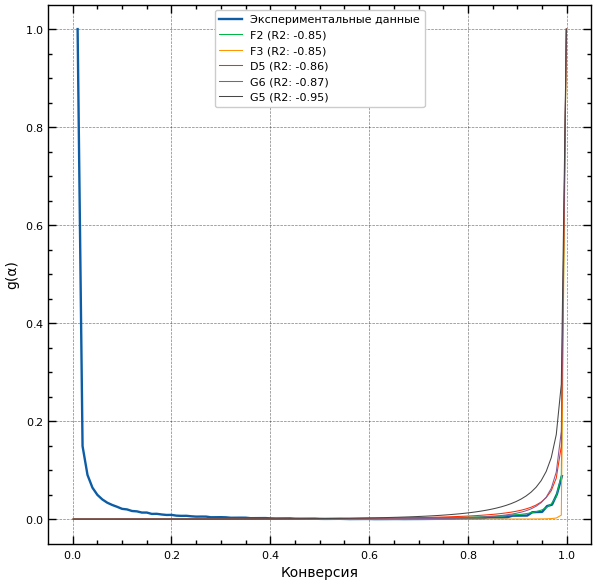 Экспериментальные данные
F2 (R2: -0.85)
F3 (R2: -0.85)
D5 (R2: -0.86)
G6 (R2: -0.87)
G5 (R2: -0.95)
1.0
0.8
0.6
0.4
0.2
0.0
g(α)
0.0 0.2 0.4 0.6 0.8 1.0
Конверсия